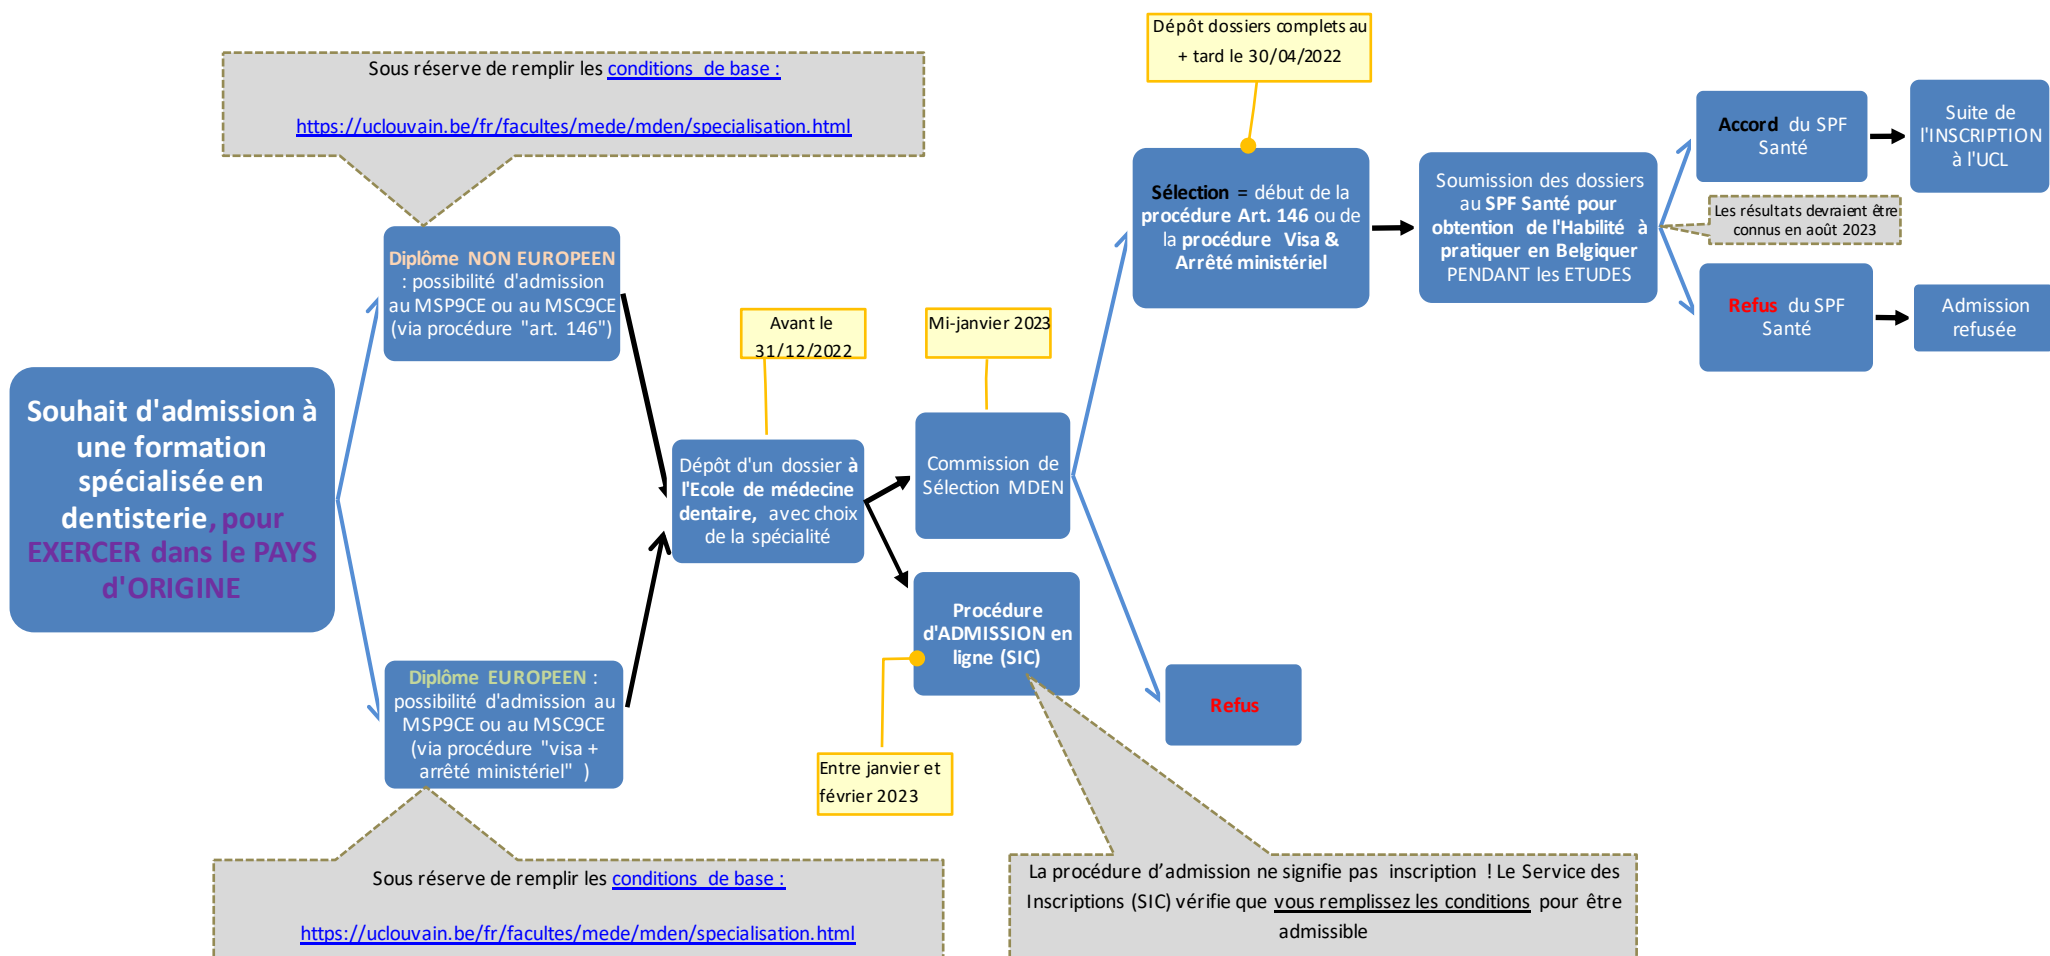 Souhait d'admission à
une formation
spécialisée en
dentisterie, pour
EXERCER dans le PAYS
d'ORIGINE
Sous réserve de remplir les conditions de base :
https://uclouvain.be/fr/facultes/mede/mden/specialisation.html
Diplôme NON EUROPEEN
: possibilité d'admission
au MSP9CE ou au MSC9CE
(via procédure "art. 146")
Diplôme EUROPEEN :
possibilité d'admission au
MSP9CE ou au MSC9CE
(via procédure "visa +
arrêté ministériel" )
Sous réserve de remplir les conditions de base :
https://uclouvain.be/fr/facultes/mede/mden/specialisation.html
Avant le
31/12/2022
Dépôt d'un dossier à
l'Ecole de médecine
dentaire, avec choix
de la spécialité
Mi-janvier 2023
Commission de
Sélection MDEN
Procédure
d'ADMISSION en
ligne (SIC)
Entre janvier et
février 2023
La procédure d'admission ne signifie pas inscription ! Le Service des
Inscriptions (SIC) vérifie que vous remplissez les conditions pour être
admissible
Dépôt dossiers complets au
+ tard le 30/04/2022
Sélection = début de la
procédure Art. 146 ou de
la procédure Visa &
Arrêté ministériel
Refus
Soumission des dossiers
au SPF Santé pour
obtention de l'Habilité à
pratiquer en Belgiquer
PENDANT les ETUDES
Accord du SPF
Santé
Suite de
l'INSCRIPTION
à l'UCL
Les résultats devraient être
connus en août 2023
Refus du SPF
Santé
Admission
refusée